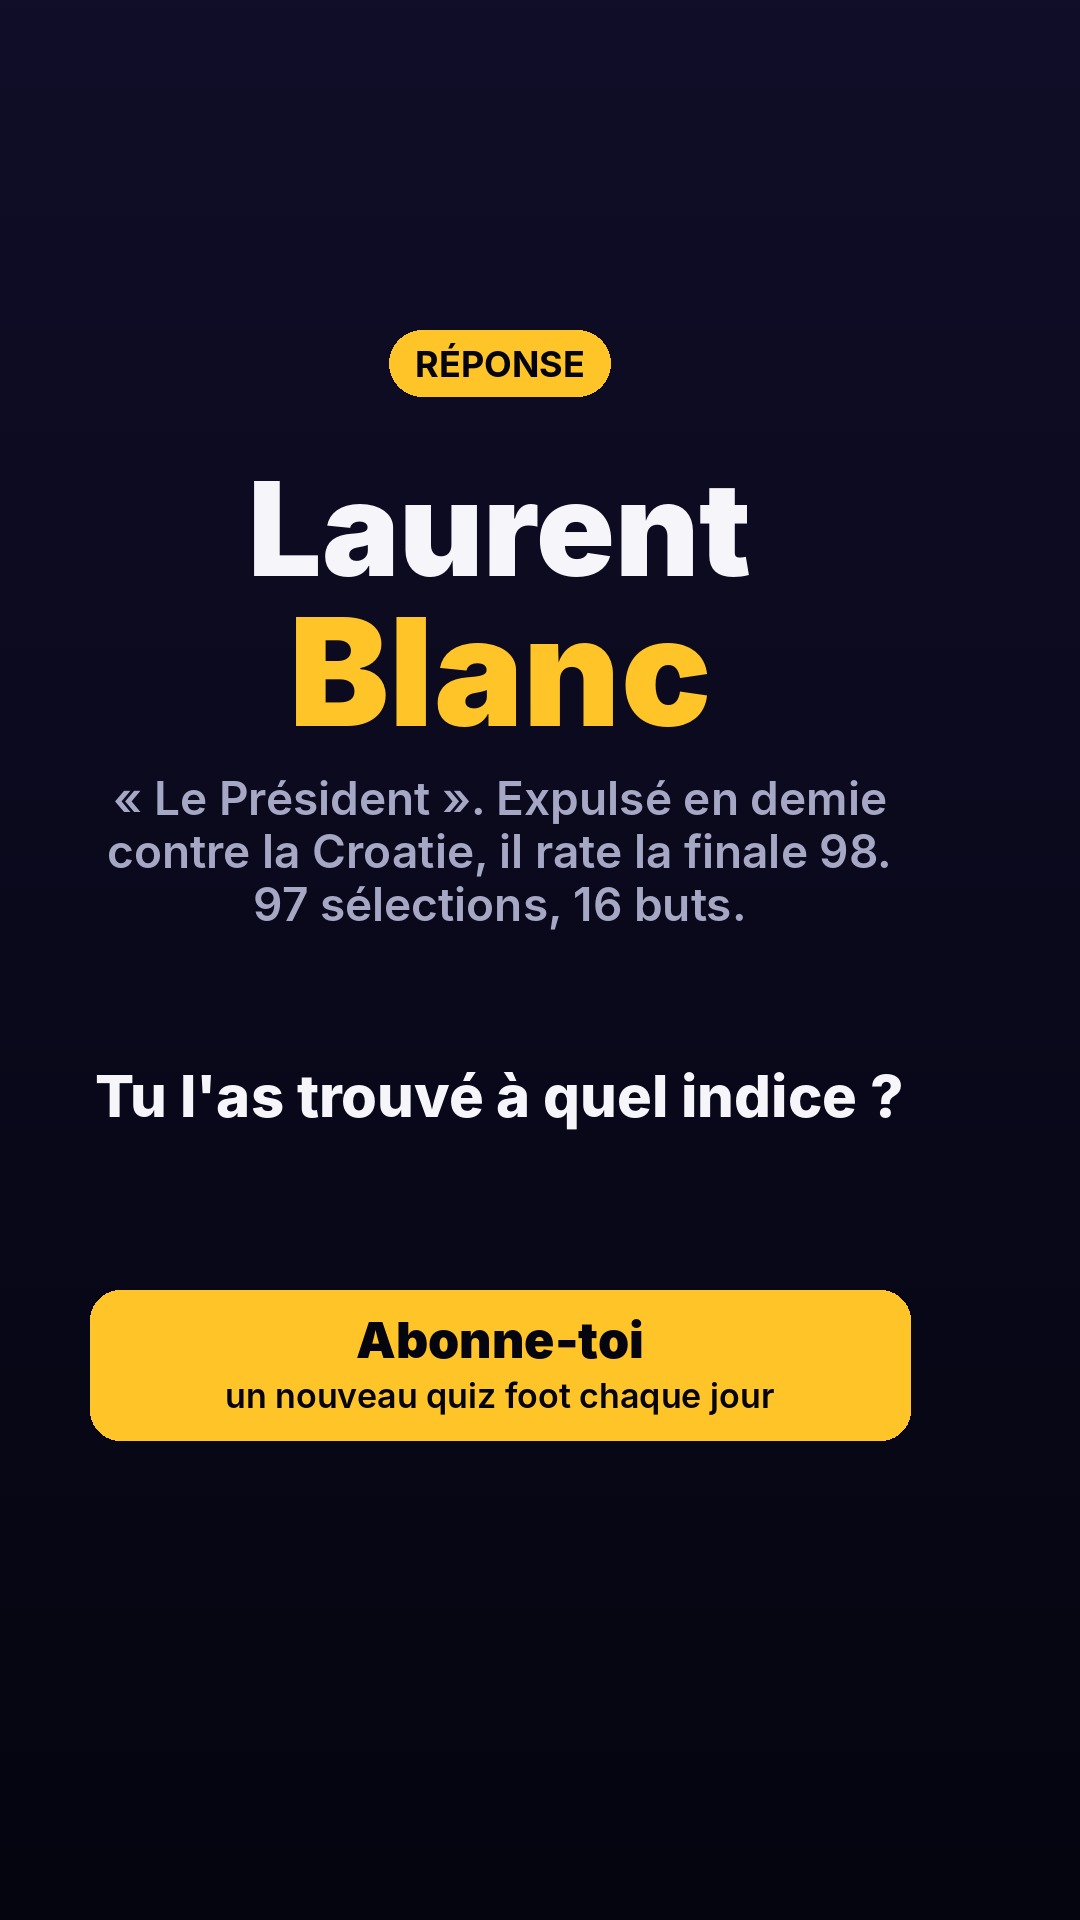 RÉPONSE
Laurent
Blanc
« Le Président ». Expulsé en demie
contre la Croatie, il rate la finale 98.
97 sélections, 16 buts.
Tu l'as trouvé à quel indice ?
Abonne-toi
un nouveau quiz foot chaque jour